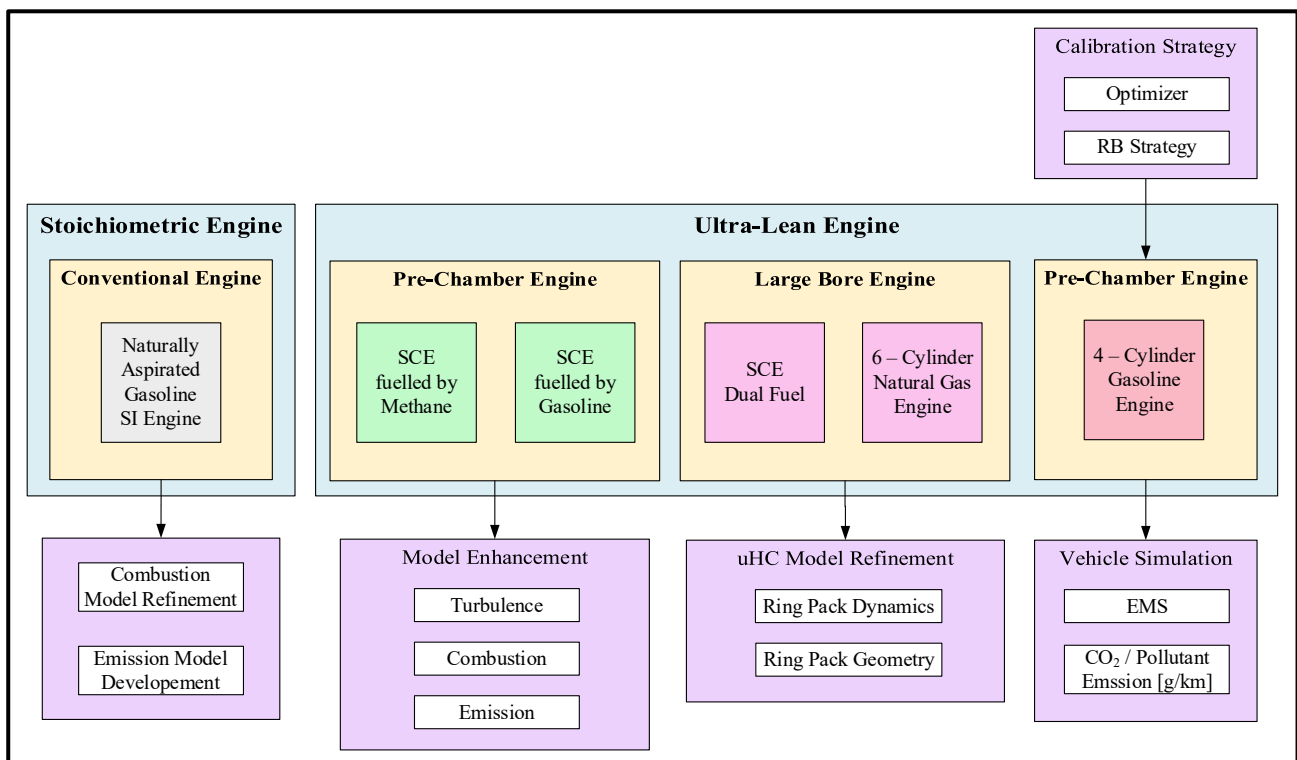 Calibration Strategy
Optimizer
RB Strategy
Stoichiometric Engine
Conventional Engine
Naturally
Aspirated
Gasoline
SI Engine
Ultra-Lean Engine
Pre-Chamber Engine
SCE
fuelled by
Methane
SCE
fuelled by
Gasoline
Large Bore Engine
SCE
Dual Fuel
6 – Cylinder
Natural Gas
Engine
Pre-Chamber Engine
4 – Cylinder
Gasoline
Engine
Combustion
Model Refinement
Emission Model
Developement
Model Enhancement
Turbulence
Combustion
Emission
uHC Model Refinement
Ring Pack Dynamics
Ring Pack Geometry
Vehicle Simulation
EMS
CO₂ / Pollutant
Emssion [g/km]